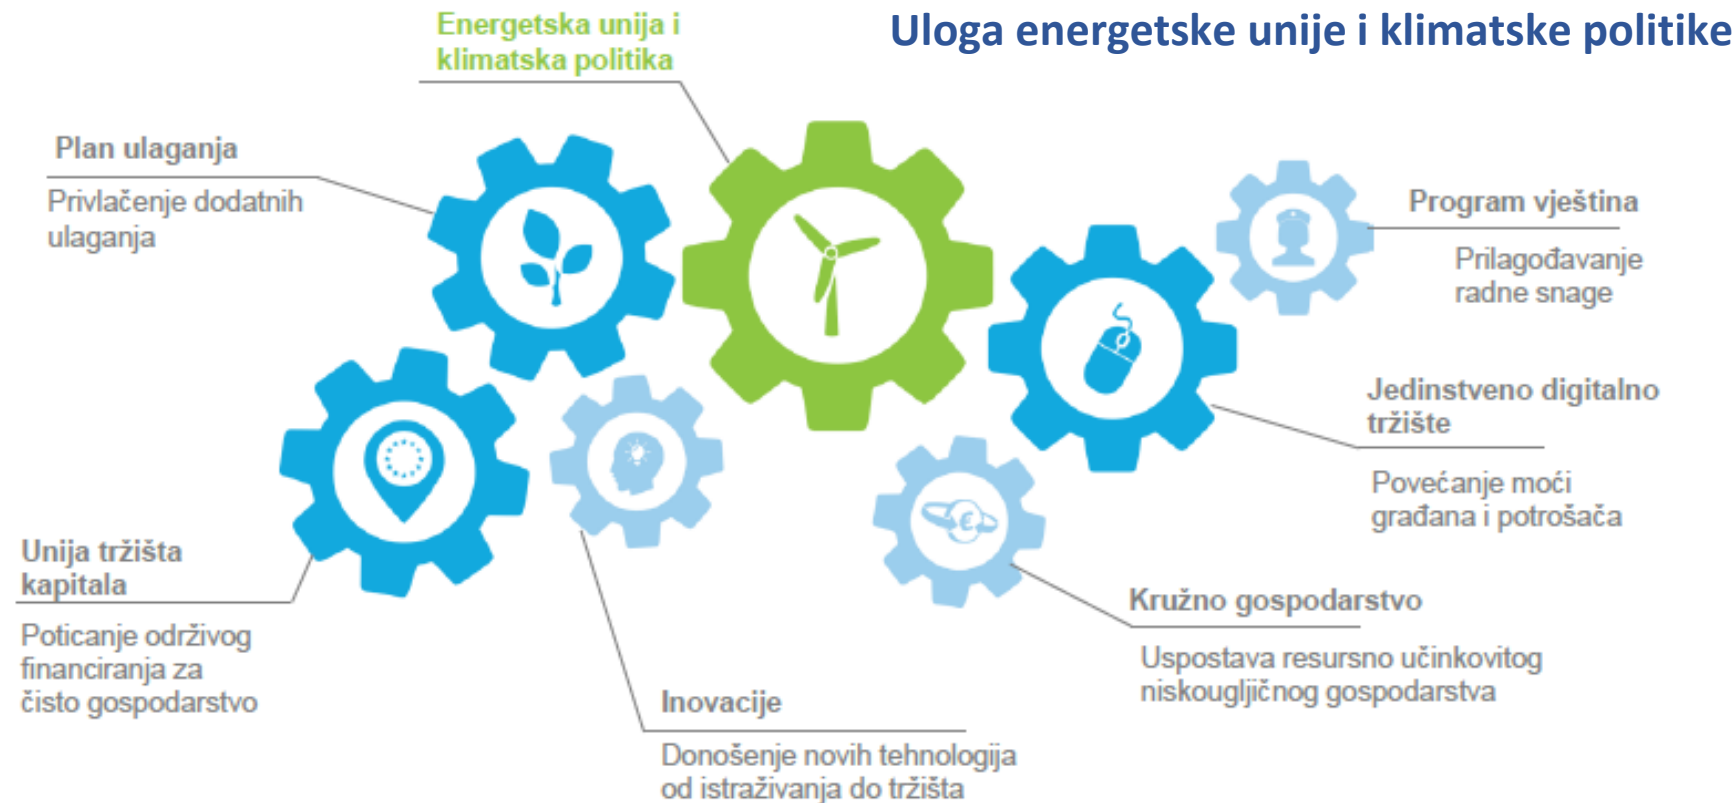 Uloga energetske unije i klimatske politike
Energetska unija i
klimatska politika
Plan ulaganja
Privlačenje dodatnih
ulaganja
Program vještina
Prilagođavanje
radne snage
Jedinstveno digitalno
tržište
Povećanje moći
građana i potrošača
Unija tržišta
kapitala
Poticanje održivog
financiranja za
čisto gospodarstvo
Kružno gospodarstvo
Uspostava resursno učinkovitog
niskougljičnog gospodarstva
Inovacije
Donošenje novih tehnologija
od istraživanja do tržišta
€